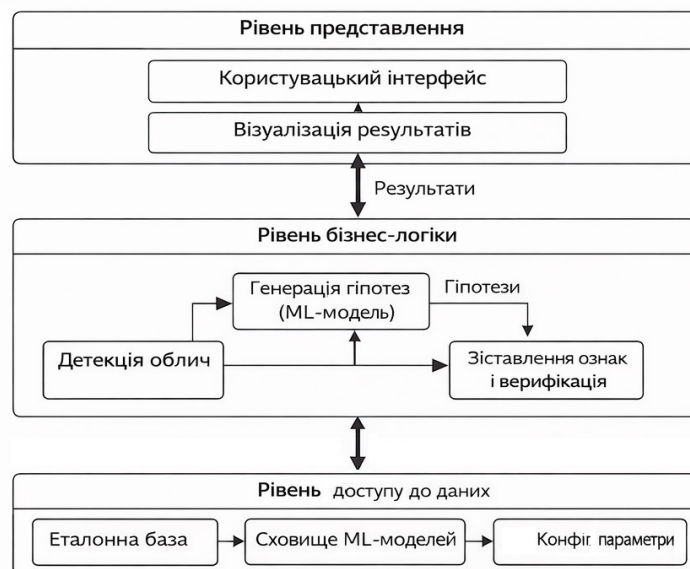 Рівень представлення
Користувацький інтерфейс
Візуалізація результатів
Результати
Рівень бізнес-логіки
Генерація гіпотез
(ML-модель)
Гіпотези
Детекція облич
Зіставлення ознак
і верифікація
Рівень доступу до даних
Еталонна база
Сховище ML-моделей
Конфіг. параметри